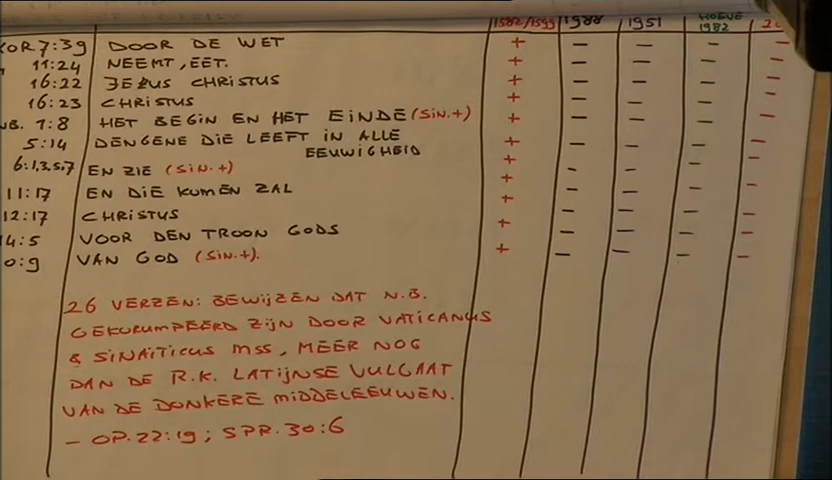 1582/1599 1988 1951 HOEVE 1982
KOR 7:39 DOOR DE WET + - - - -
11:24 NEEMT, EET. + - - - -
16:22 JEZUS CHRISTUS + - - - -
16:23 CHRISTUS + - - - -
1:8 HET BEGIN EN HET EINDE (SIN.+) + - - - -
5:14 DENGENE DIE LEEFT IN ALLE + - - - -
EEUWIGHEID
6:1,3,5,7 EN ZIE (SIN.+) + - - - -
11:17 EN DIE KOMEN ZAL + - - - -
12:17 CHRISTUS + - - - -
14:5 VOOR DEN TROON GODS + - - - -
0:9 VAN GOD (SIN.+). + - - - -
26 VERZEN: BEWIJZEN DAT N.B.
GEKORUMPEERD ZIJN DOOR VATICANUS
& SINAITICUS MSS, MEER NOG
DAN DE R.K. LATIJNSE VULGAAT
VAN DE DONKERE MIDDELEEUWEN.
- OP. 22:19; SPR. 30:6